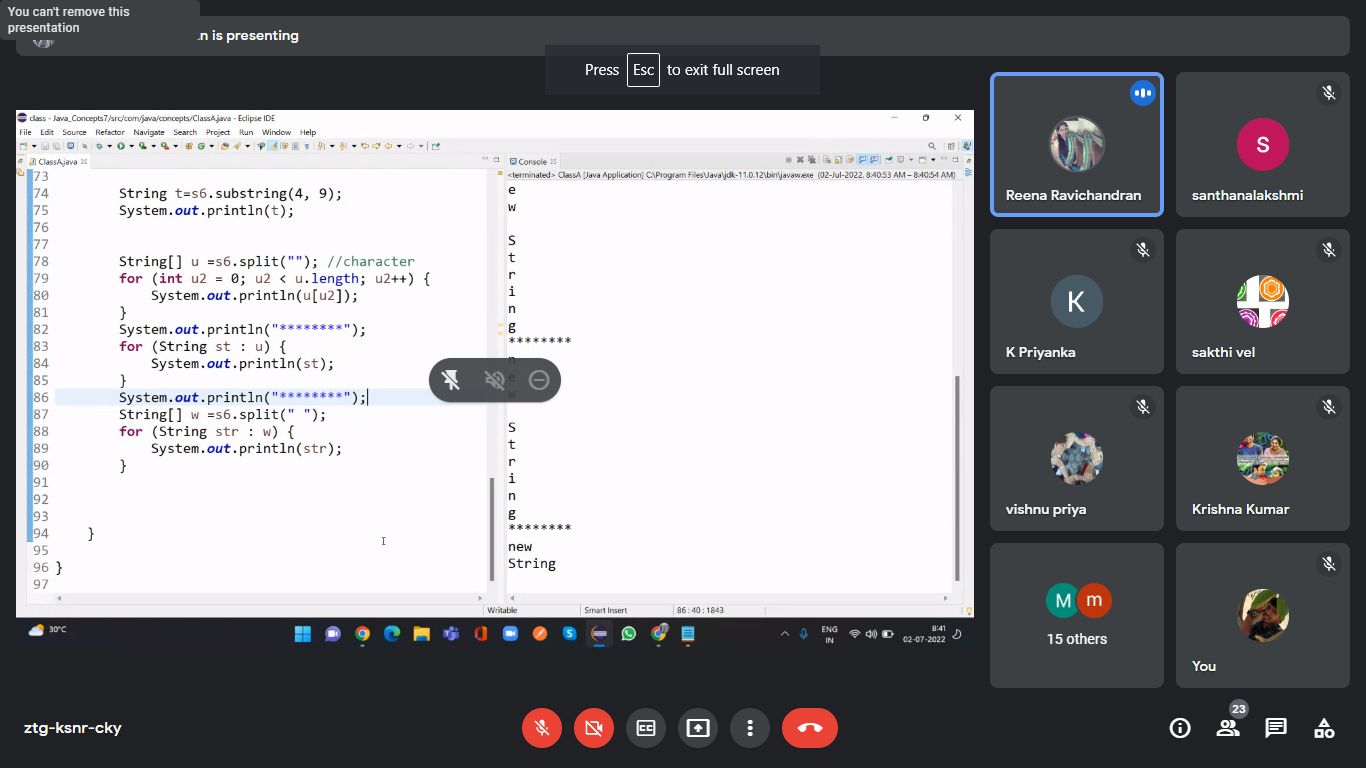 You can't remove this
presentation
n is presenting
Press Esc to exit full screen
class - Java_Concepts7/src/com/java/concepts/ClassA.java - Eclipse IDE
File Edit Source Refactor Navigate Search Project Run Window Help
ClassA.java
73
74 String t=s6.substring(4, 9);
75 System.out.println(t);
76
77
78 String[] u =s6.split(""); //character
79 for (int u2 = 0; u2 < u.length; u2++) {
80 System.out.println(u[u2]);
81 }
82 System.out.println("********");
83 for (String st : u) {
84 System.out.println(st);
85 }
86 System.out.println("********");
87 String[] w =s6.split(" ");
88 for (String str : w) {
89 System.out.println(str);
90 }
91
92
93
94 }
95
96 }
97
Console
<terminated> ClassA [Java Application] C:\Program Files\Java\jdk-11.0.12\bin\javaw.exe (02-Jul-2022, 8:40:53 AM – 8:40:54 AM)
e
w
S
t
r
i
n
g
********
n
e
w
S
t
r
i
n
g
********
new
String
Writable Smart Insert 86 : 40 : 1843
30°C
ENG
IN
8:41
02-07-2022
Reena Ravichandran
S
santhanalakshmi
K
K Priyanka
sakthi vel
vishnu priya
Krishna Kumar
M m
15 others
You
ztg-ksnr-cky
CC
23